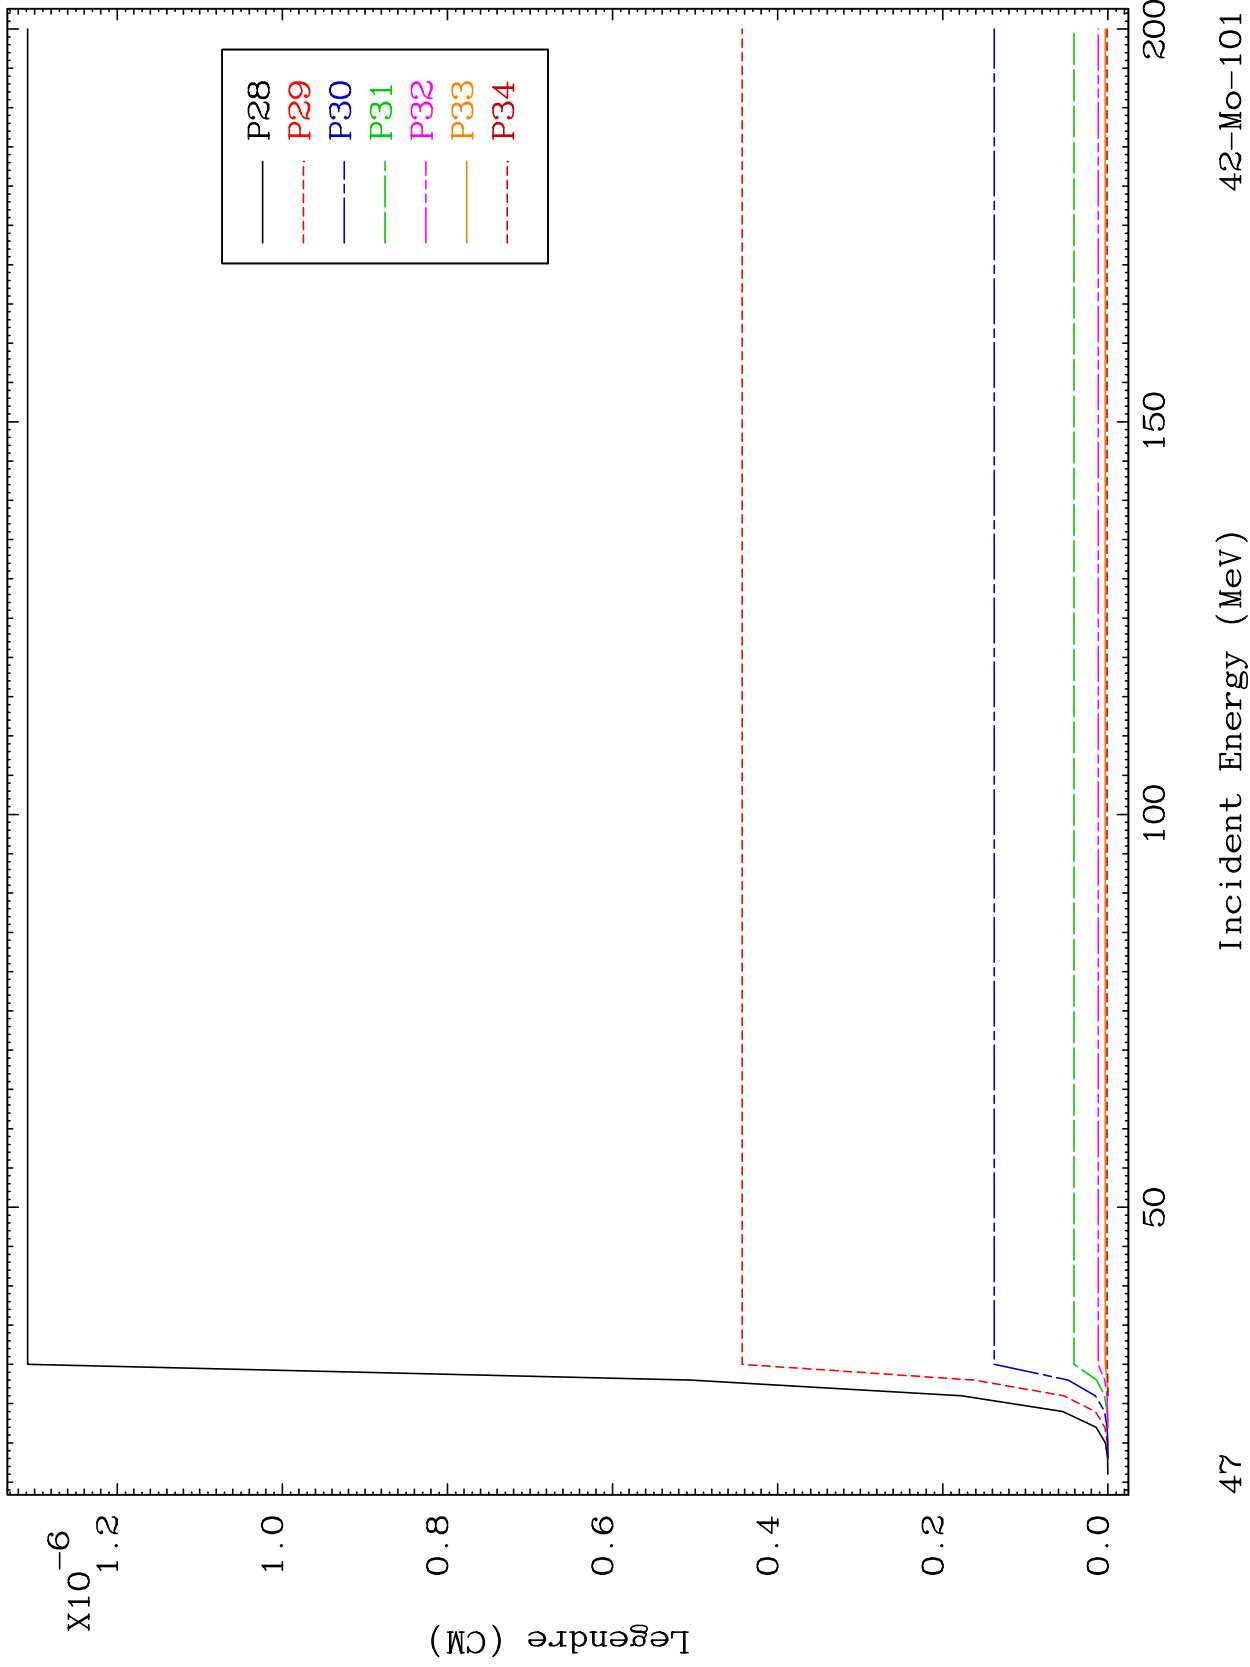 X10-6
1.2
1.0
0.8
0.6
0.4
0.2
0.0
Legendre (CM)
P28
P29
P30
P31
P32
P33
P34
50
100
150
200
Incident Energy (MeV)
47
42-Mo-101